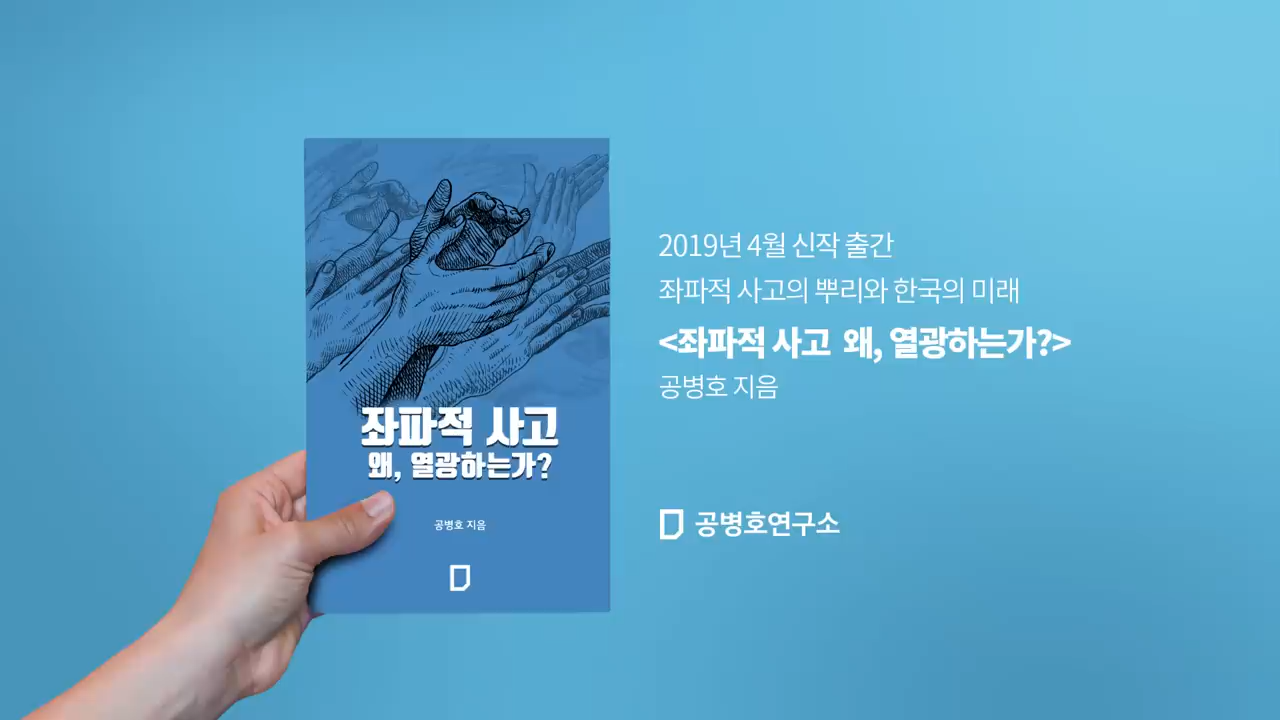 좌파적 사고
왜, 열광하는가?
공병호 지음
2019년 4월 신작 출간
좌파적 사고의 뿌리와 한국의 미래
<좌파적 사고 왜, 열광하는가?>
공병호 지음
공병호연구소